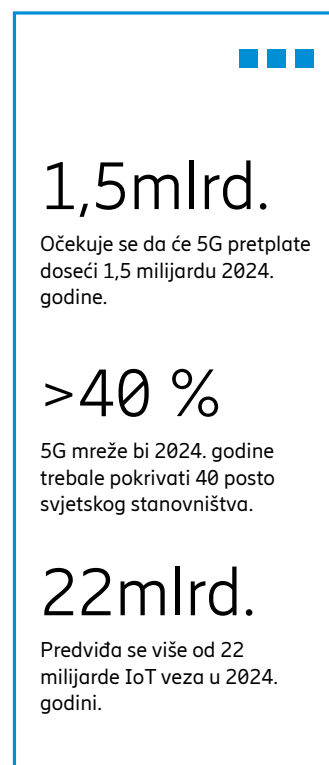 1,5mlrd.
Očekuje se da će 5G pretplate
doseći 1,5 milijardu 2024.
godine.
>40 %
5G mreže bi 2024. godine
trebale pokrivati 40 posto
svjetskog stanovništva.
22mlrd.
Predviđa se više od 22
milijarde IoT veza u 2024.
godini.